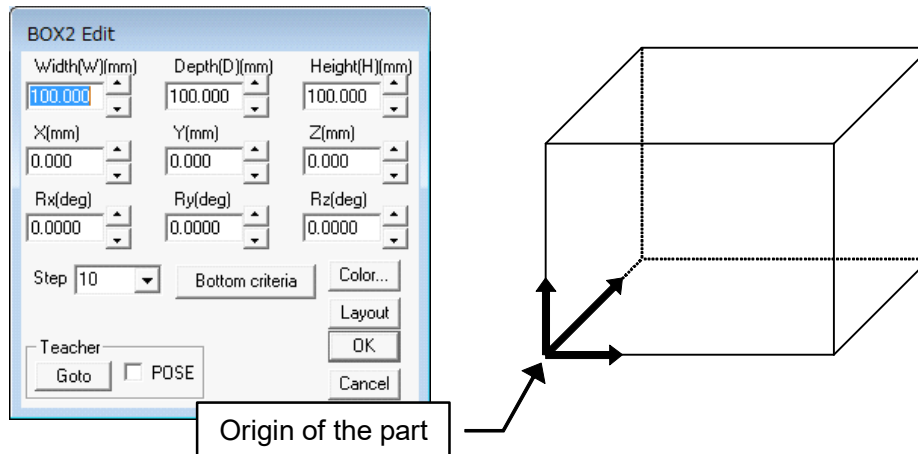 BOX2 Edit
Width(W)(mm) Depth(D)(mm) Height(H)(mm)
100.000 100.000 100.000
X(mm) Y(mm) Z(mm)
0.000 0.000 0.000
Rx(deg) Ry(deg) Rz(deg)
0.0000 0.0000 0.0000
Step 10 Bottom criteria Color...
Layout
Teacher OK
Goto POSE Cancel
Origin of the part